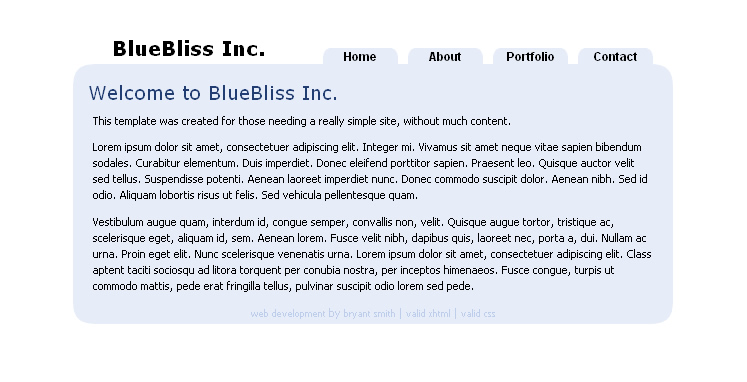 BlueBliss Inc.
Home About Portfolio Contact
Welcome to BlueBliss Inc.
This template was created for those needing a really simple site, without much content.
Lorem ipsum dolor sit amet, consectetuer adipiscing elit. Integer mi. Vivamus sit amet neque vitae sapien bibendum
sodales. Curabitur elementum. Duis imperdiet. Donec eleifend porttitor sapien. Praesent leo. Quisque auctor velit
sed tellus. Suspendisse potenti. Aenean laoreet imperdiet nunc. Donec commodo suscipit dolor. Aenean nibh. Sed id
odio. Aliquam lobortis risus ut felis. Sed vehicula pellentesque quam.
Vestibulum augue quam, interdum id, congue semper, convallis non, velit. Quisque augue tortor, tristique ac,
scelerisque eget, aliquam id, sem. Aenean lorem. Fusce velit nibh, dapibus quis, laoreet nec, porta a, dui. Nullam ac
urna. Proin eget elit. Nunc scelerisque venenatis urna. Lorem ipsum dolor sit amet, consectetuer adipiscing elit. Class
aptent taciti sociosqu ad litora torquent per conubia nostra, per inceptos himenaeos. Fusce congue, turpis ut
commodo mattis, pede erat fringilla tellus, pulvinar suscipit odio lorem sed pede.
web development by bryant smith | valid xhtml | valid css